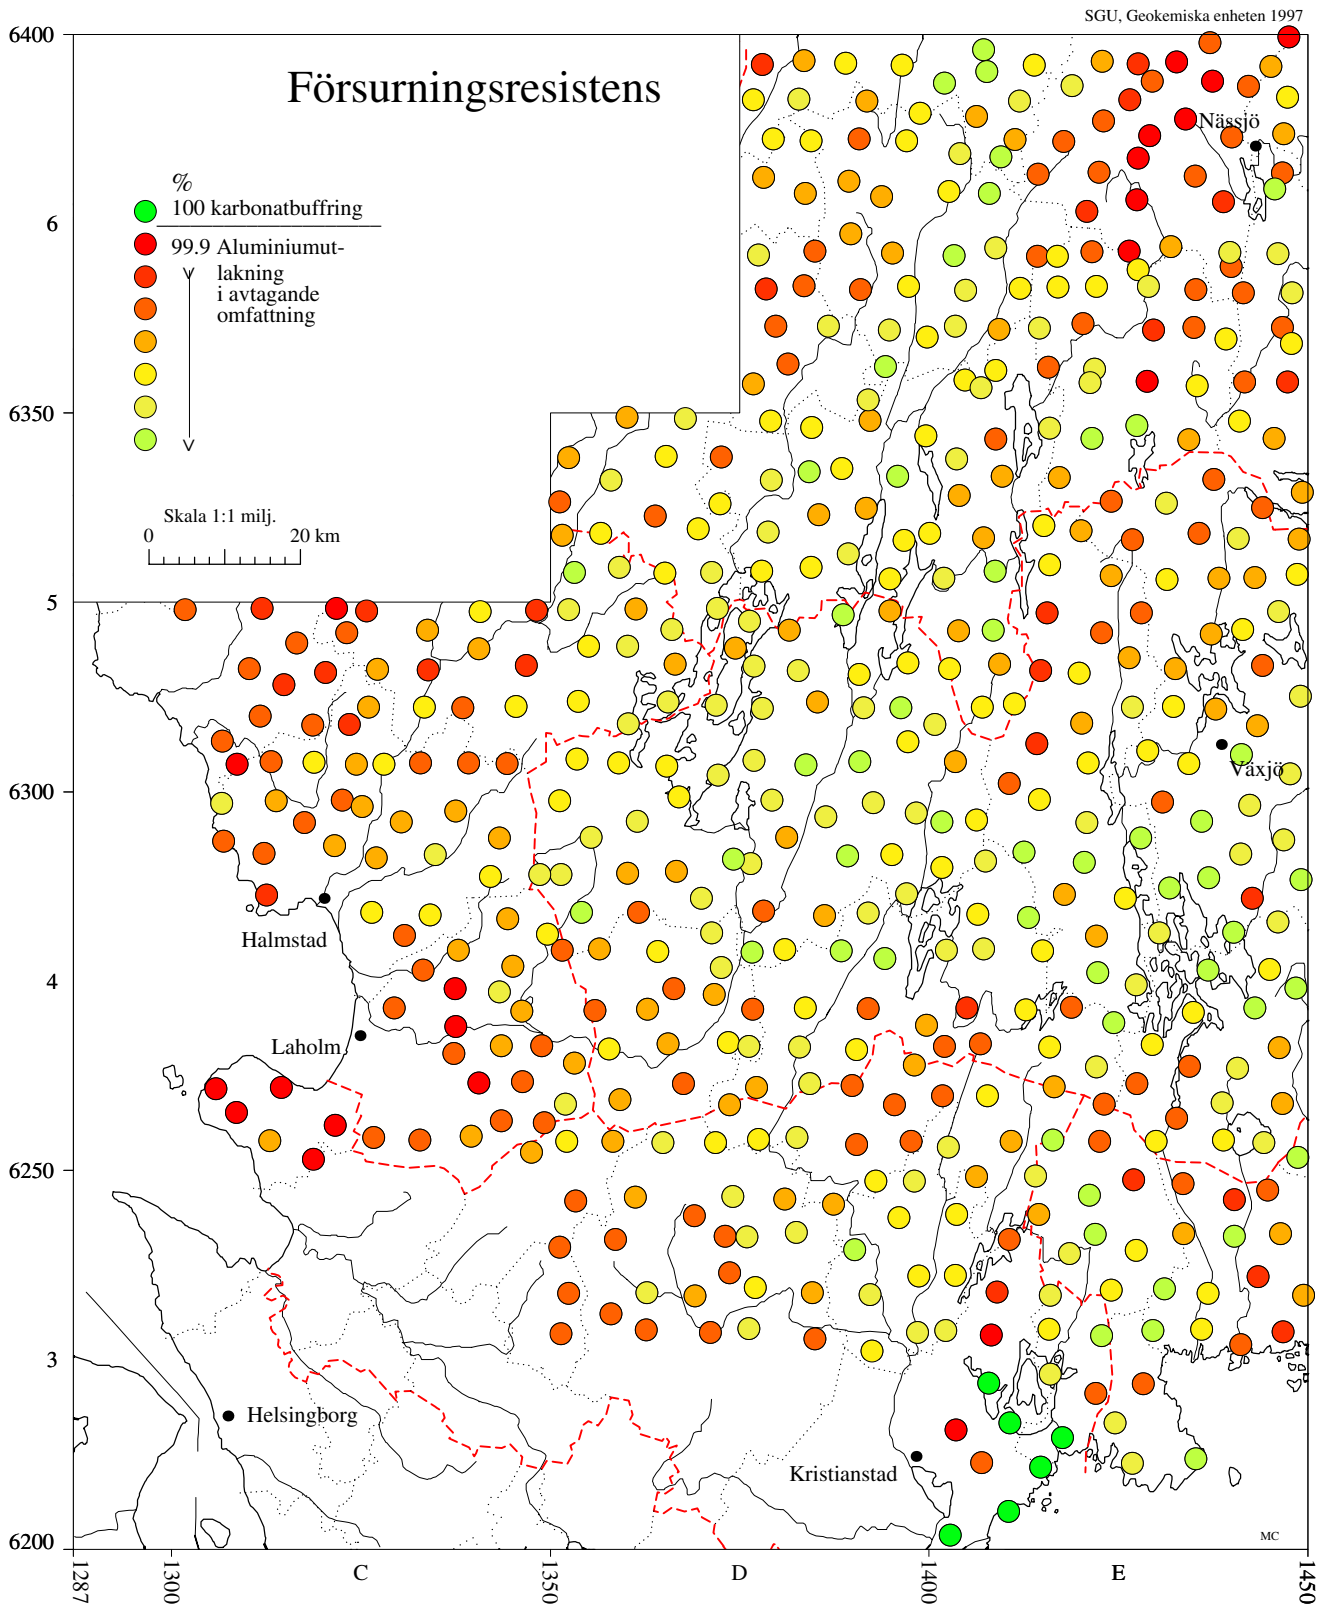 SGU, Geokemiska enheten 1997
6400
Försurningsresistens
Nässjö
%
100 karbonatbuffring
6
99.9 Aluminiumut-
lakning
i avtagande
omfattning
6350
Skala 1:1 milj.
0 20 km
5
Växjö
6300
Halmstad
4
Laholm
6250
3
Helsingborg
Kristianstad
MC
6200
1287 1300 C 1350 D 1400 E 1450